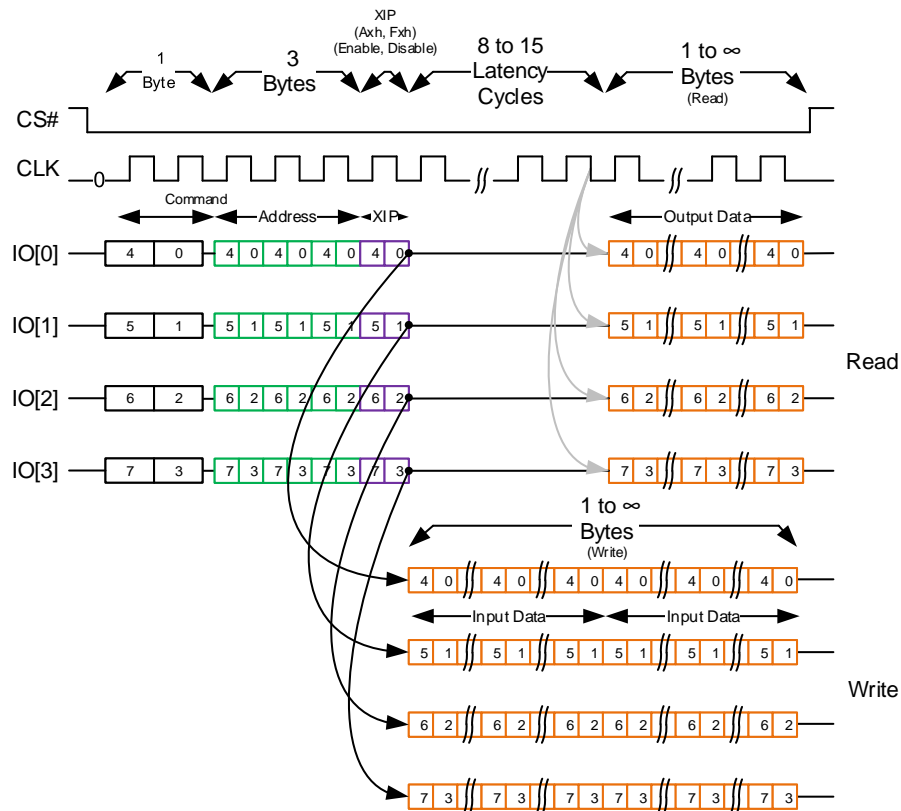 XIP
(Axh, Fxh)
(Enable, Disable)
1
Byte
3
Bytes
8 to 15
Latency
Cycles
1 to ∞
Bytes
(Read)
CS#
CLK 0
Command Address XIP Output Data
IO[0] 4 0 4 0 4 0 4 0 4 0 4 0 4 0 4 0
IO[1] 5 1 5 1 5 1 5 1 5 1 5 1 5 1 5 1
Read
IO[2] 6 2 6 2 6 2 6 2 6 2 6 2 6 2 6 2
IO[3] 7 3 7 3 7 3 7 3 7 3 7 3 7 3 7 3
1 to ∞
Bytes
(Write)
4 0 4 0 4 0 4 0 4 0 4 0
Input Data Input Data
5 1 5 1 5 1 5 1 5 1 5 1
Write
6 2 6 2 6 2 6 2 6 2 6 2
7 3 7 3 7 3 7 3 7 3 7 3